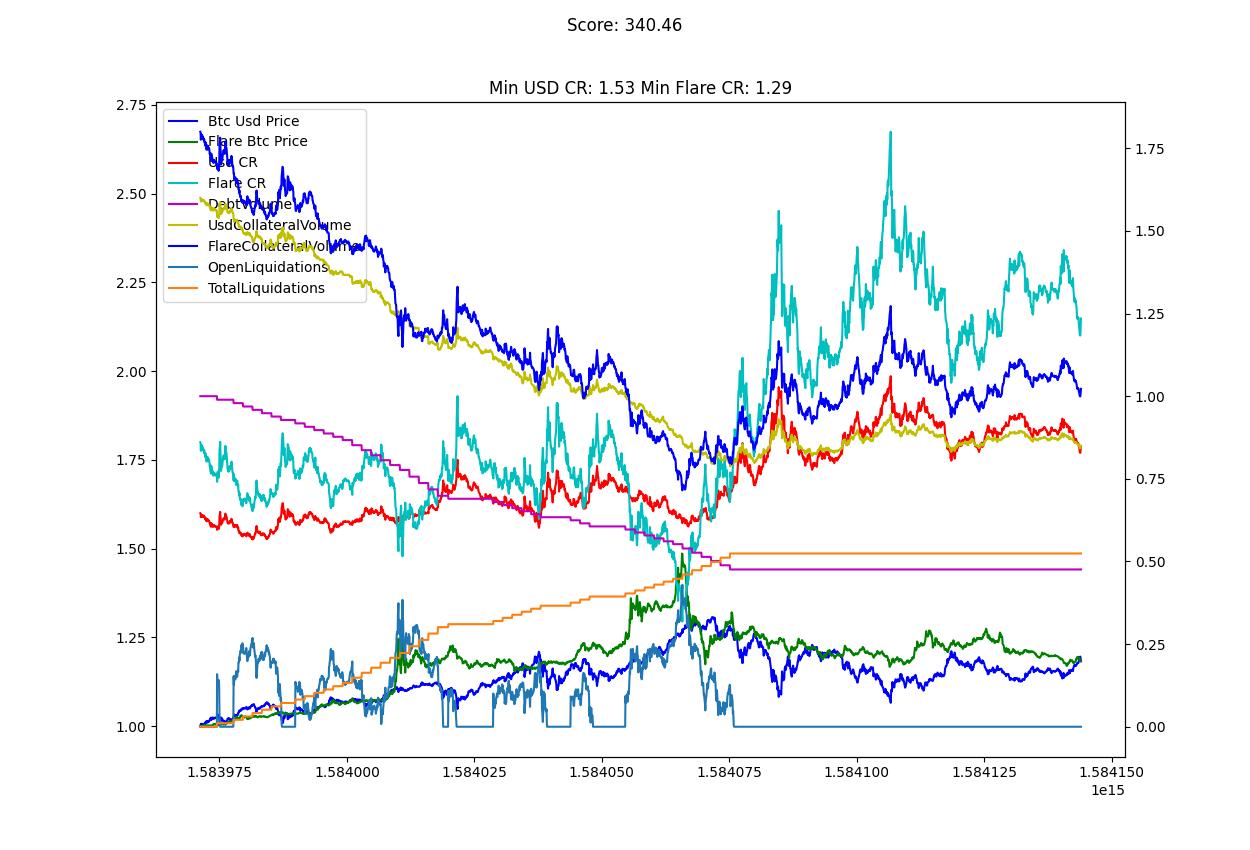 Score: 340.46
Min USD CR: 1.53 Min Flare CR: 1.29
2.75
2.50
2.25
2.00
1.75
1.50
1.25
1.00
Btc Usd Price
Flare Btc Price
Usd CR
Flare CR
DebtVolume
UsdCollateralVolume
FlareCollateralVolume
OpenLiquidations
TotalLiquidations
1.75
1.50
1.25
1.00
0.75
0.50
0.25
0.00
1.583975 1.584000 1.584025 1.584050 1.584075 1.584100 1.584125 1.584150
1e15